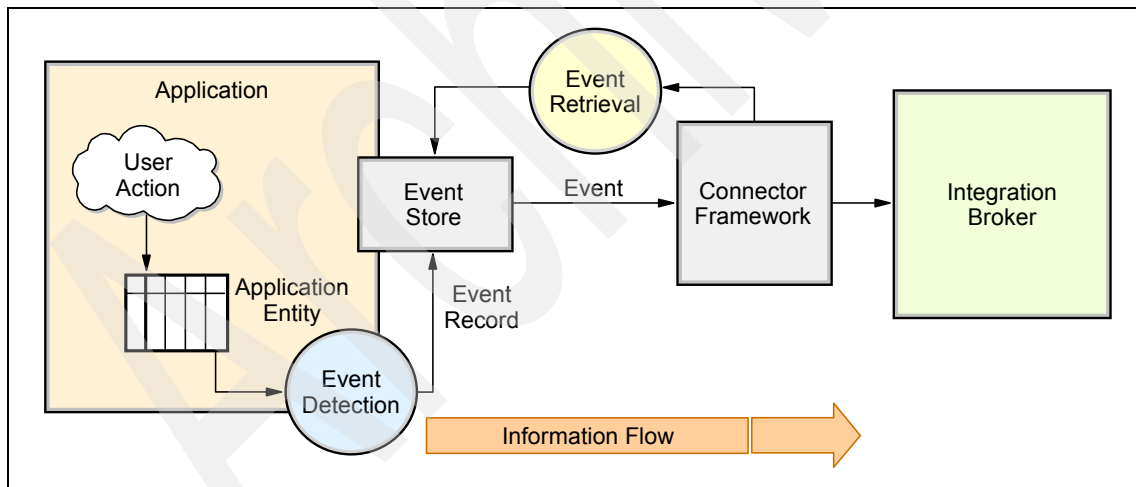 Application
User
Action
Application
Entity
Event
Detection
Event
Record
Event
Store
Event
Retrieval
Event
Connector
Framework
Integration
Broker
Information Flow